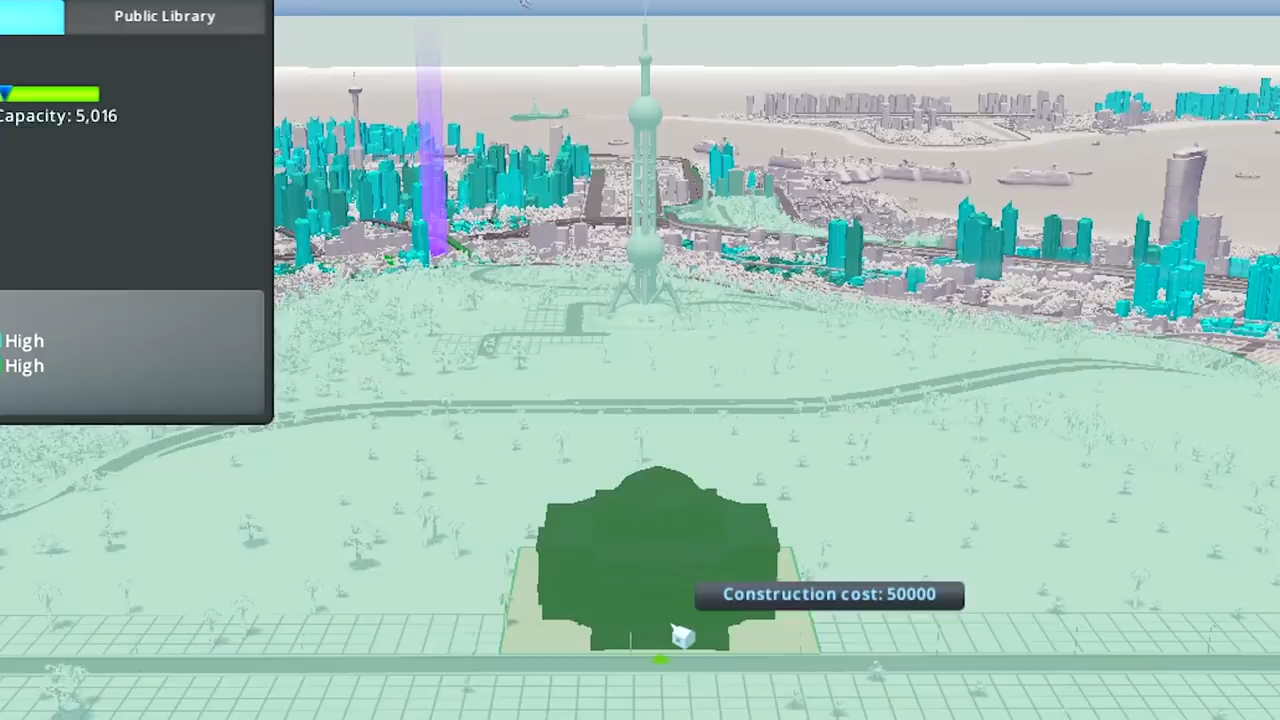 Public Library
Capacity: 5,016
High
High
Construction cost: 50000